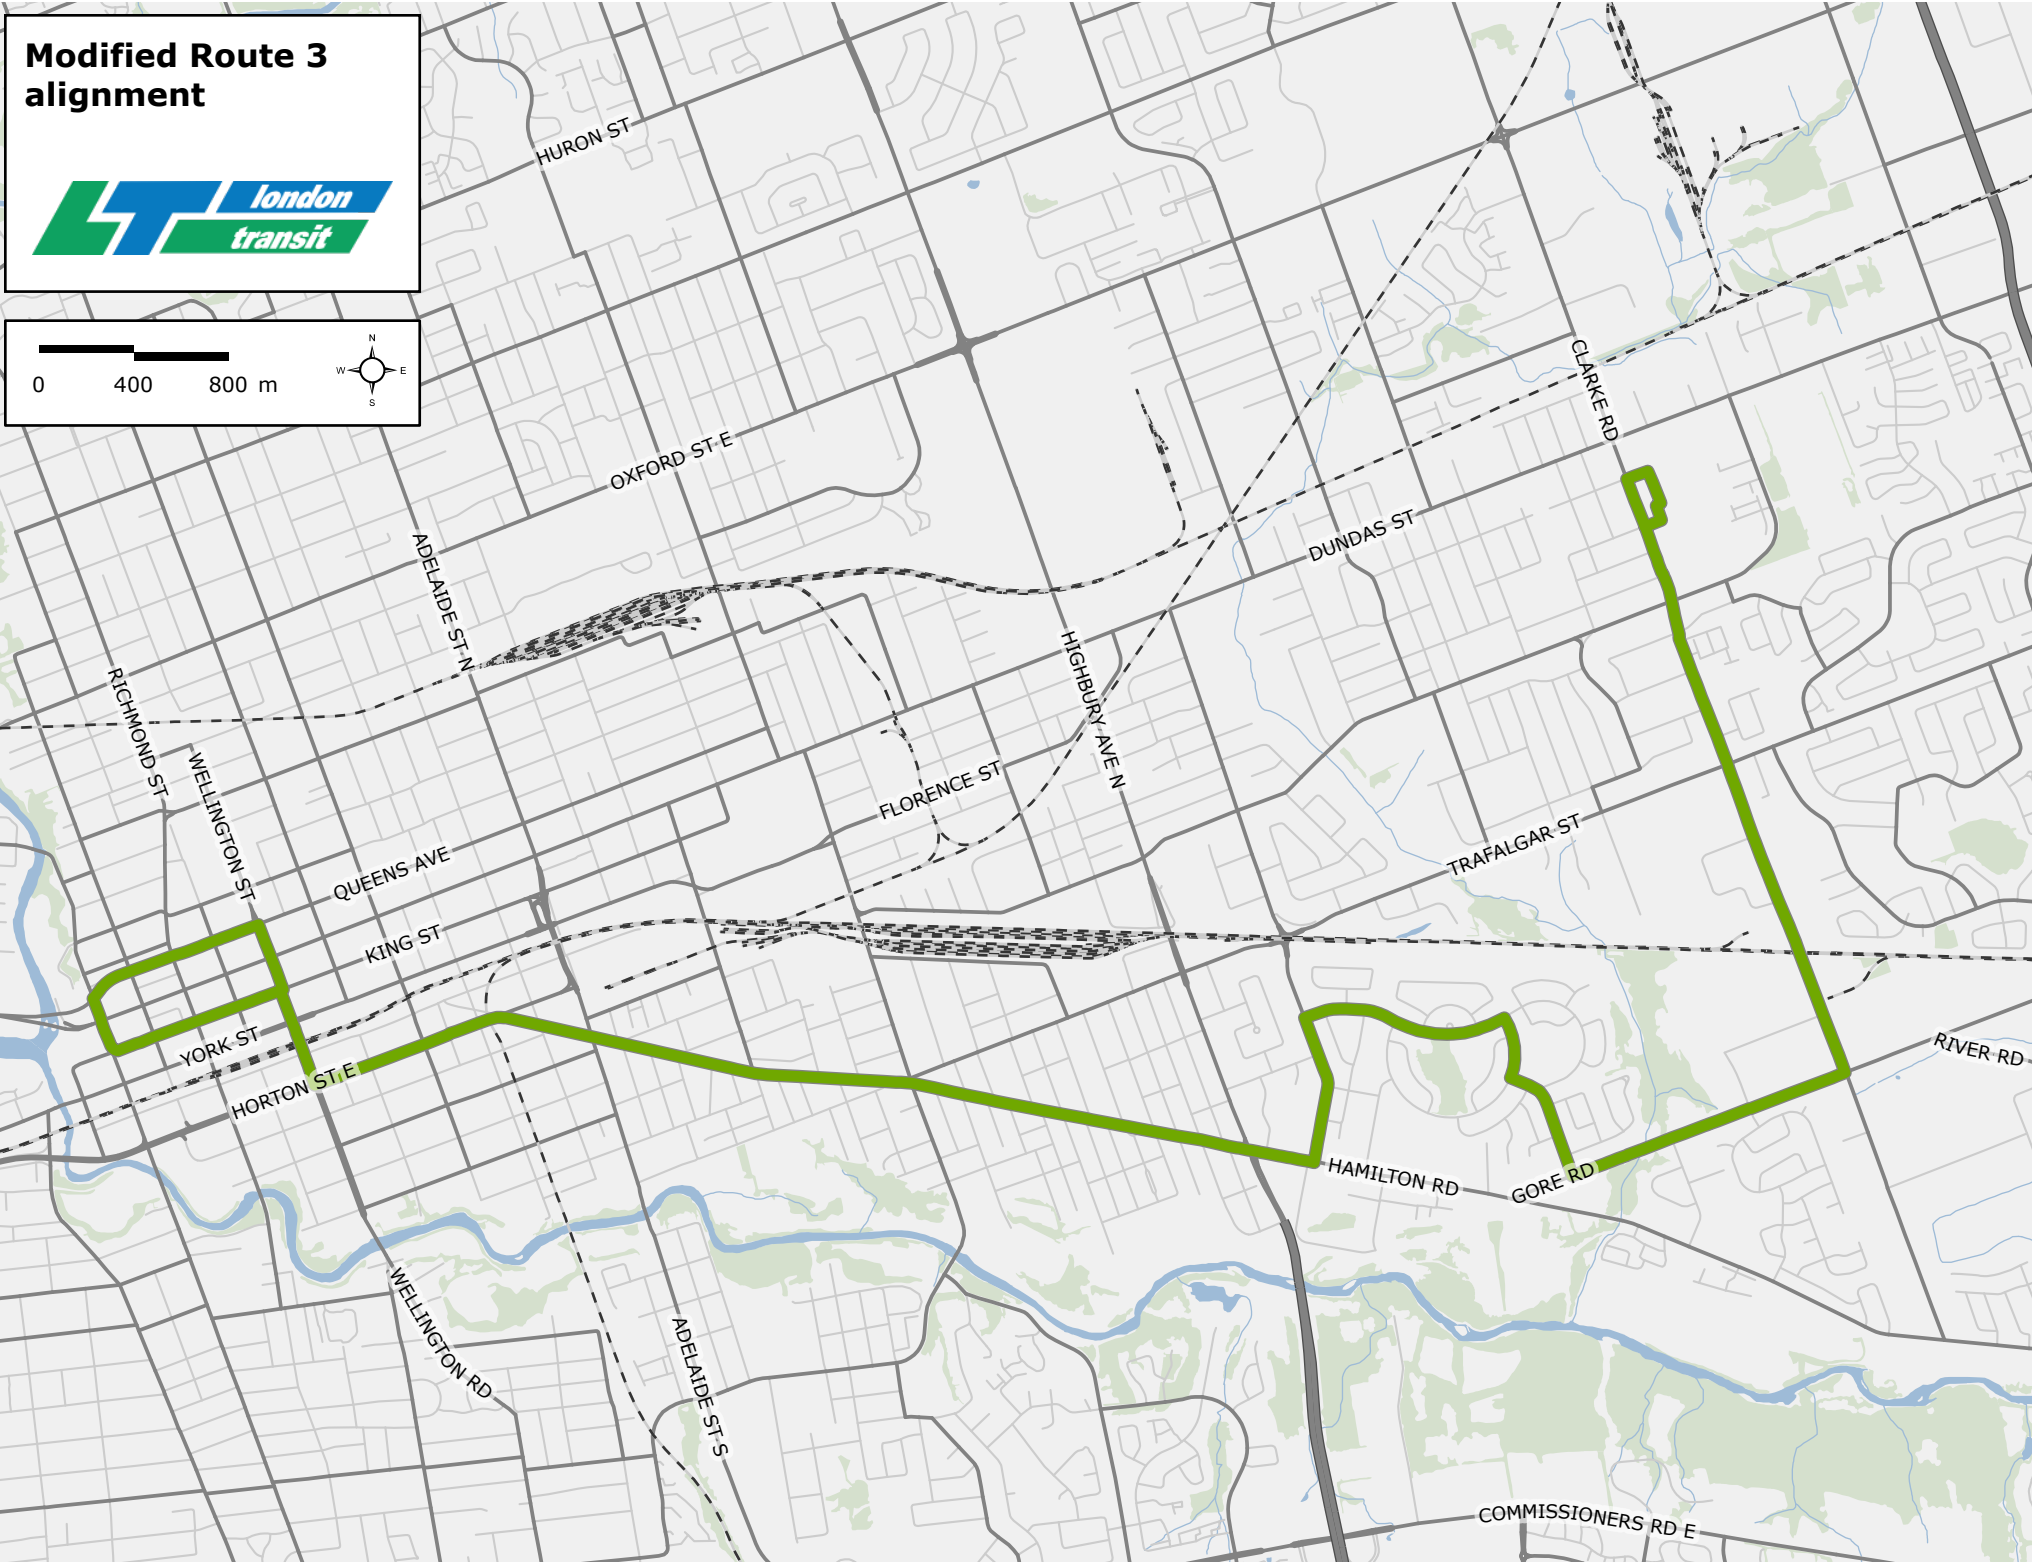 Modified Route 3
alignment
london
transit
0 400 800 m
N
W E
S
HURON ST
OXFORD ST E
CLARKE RD
DUNDAS ST
ADELAIDE ST N
HIGHBURY AVE N
RICHMOND ST
WELLINGTON ST
FLORENCE ST
TRAFALGAR ST
QUEENS AVE
KING ST
YORK ST
HORTON ST E
RIVER RD
HAMILTON RD
GORE RD
WELLINGTON RD
ADELAIDE ST S
COMMISSIONERS RD E